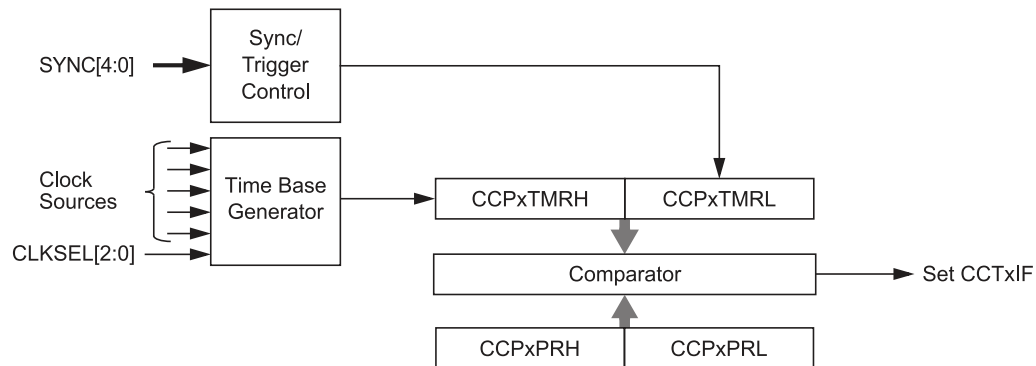 Sync/
Trigger
Control
SYNC[4:0]
Clock
Sources
Time Base
Generator
CLKSEL[2:0]
CCPxTMRH
CCPxTMRL
Comparator
Set CCTxIF
CCPxPRH
CCPxPRL